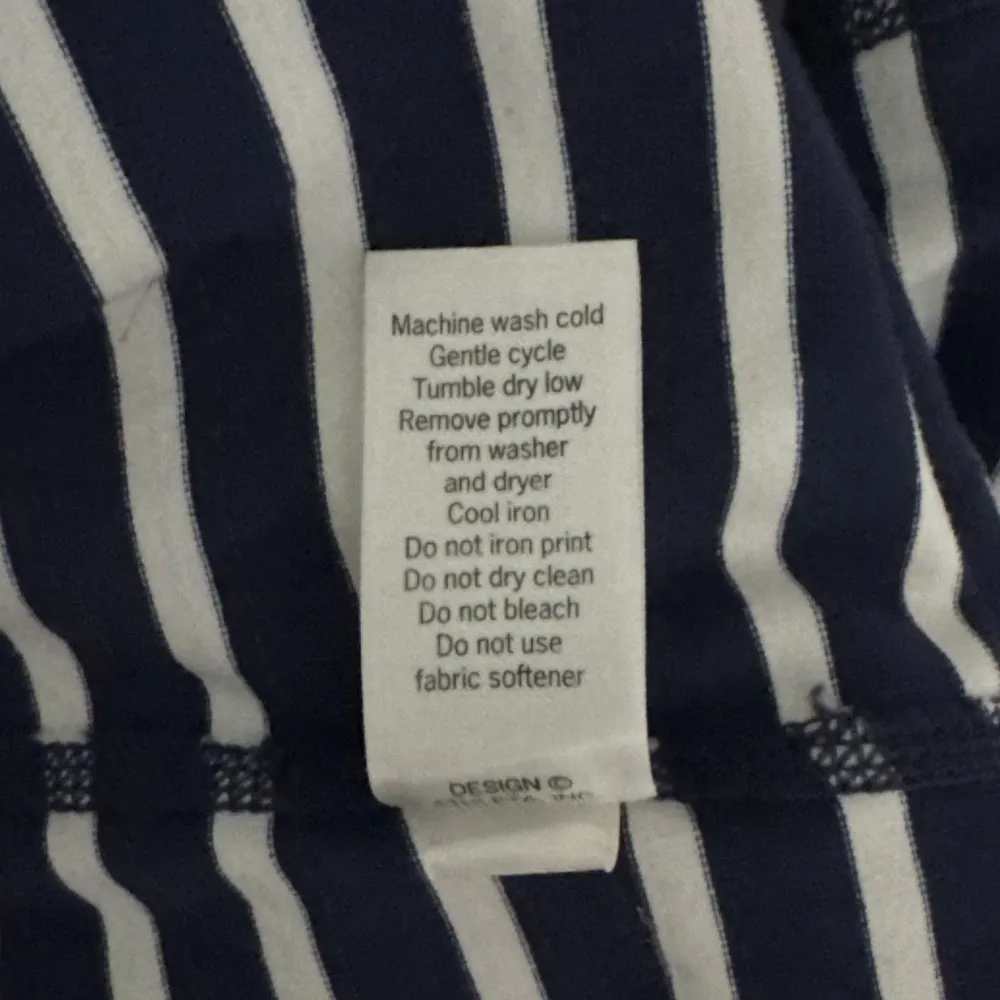 Machine wash cold
Gentle cycle
Tumble dry low
Remove promptly
from washer
and dryer
Cool iron
Do not iron print
Do not dry clean
Do not bleach
Do not use
fabric softener
DESIGN ©